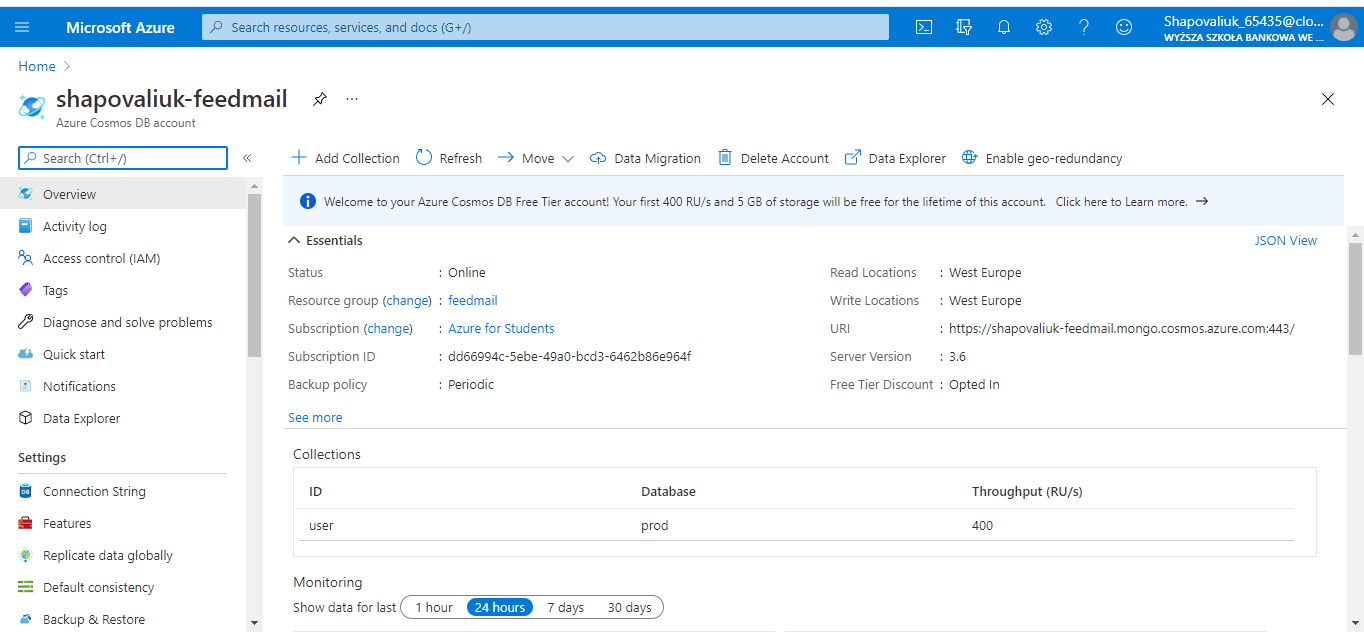 Microsoft Azure
Search resources, services, and docs (G+/)
Shapovaliuk_65435@clo...
WYŻSZA SZKOŁA BANKOWA WE ...
Home
shapovaliuk-feedmail
...
Azure Cosmos DB account
Search (Ctrl+/)
«
Add Collection
Refresh
Move
Data Migration
Delete Account
Data Explorer
Enable geo-redundancy
Overview
Activity log
Access control (IAM)
Tags
Diagnose and solve problems
Quick start
Notifications
Data Explorer
Settings
Connection String
Features
Replicate data globally
Default consistency
Backup & Restore
Welcome to your Azure Cosmos DB Free Tier account! Your first 400 RU/s and 5 GB of storage will be free for the lifetime of this account. Click here to Learn more. →
Essentials
JSON View
Status : Online
Resource group (change) : feedmail
Subscription (change) : Azure for Students
Subscription ID : dd66994c-5ebe-49a0-bcd3-6462b86e964f
Backup policy : Periodic
See more
Read Locations : West Europe
Write Locations : West Europe
URI : https://shapovaliuk-feedmail.mongo.cosmos.azure.com:443/
Server Version : 3.6
Free Tier Discount : Opted In
Collections
ID Database Throughput (RU/s)
user prod 400
Monitoring
Show data for last 1 hour 24 hours 7 days 30 days